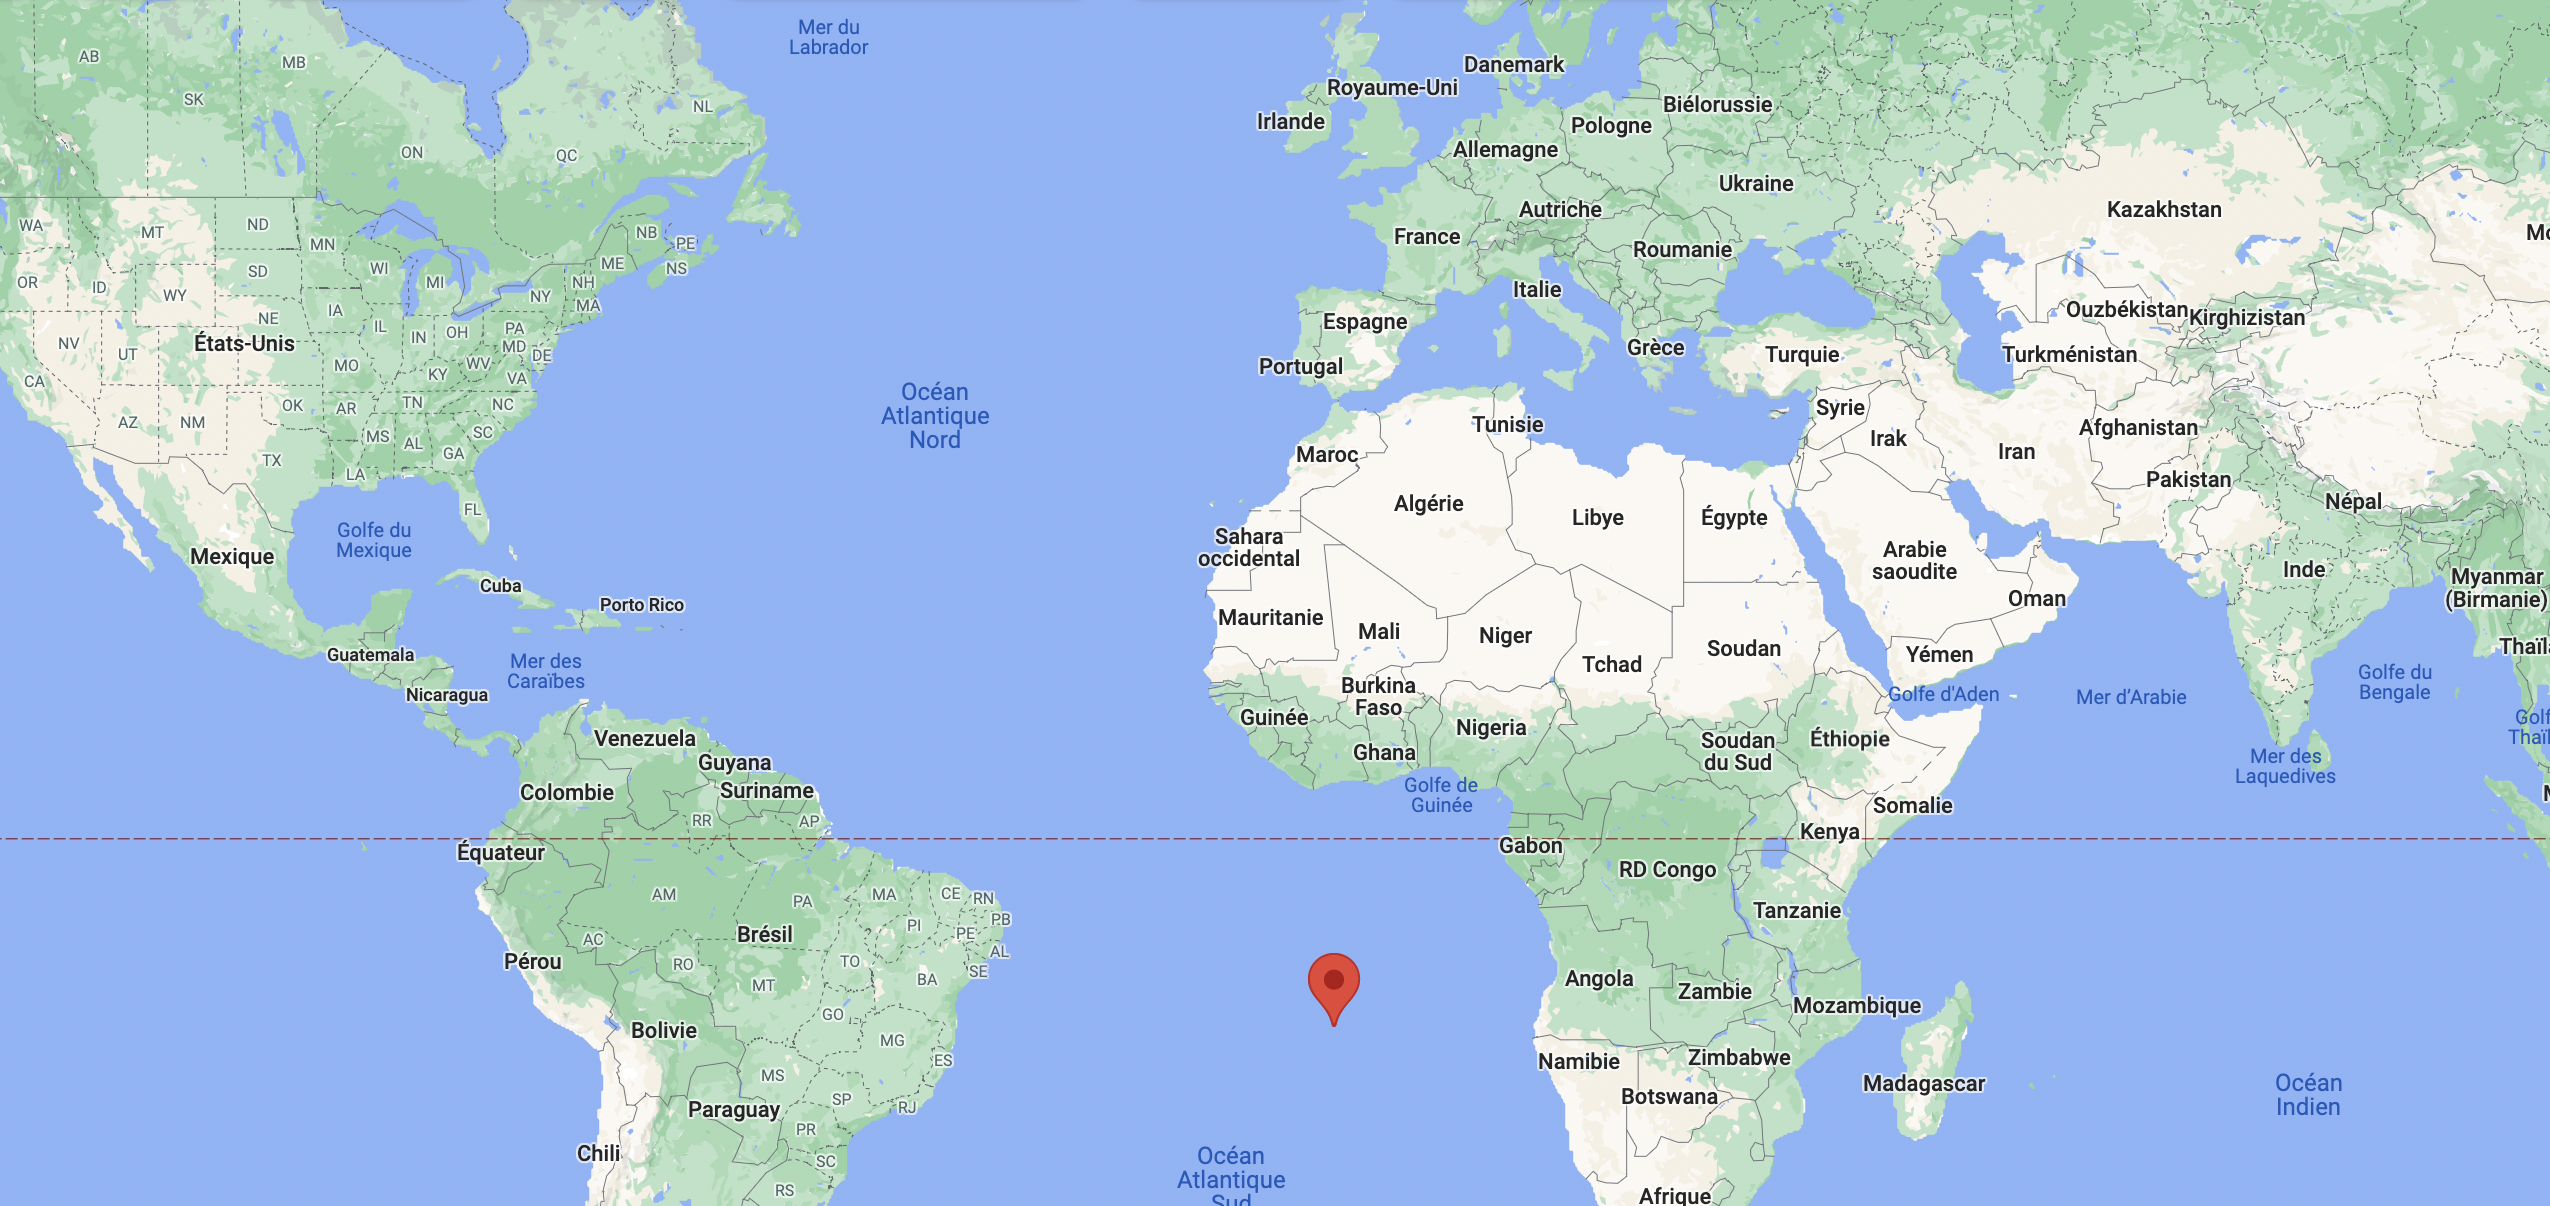 Mer du
Labrador
AB
MB
SK
NL
ON
QC
Danemark
Royaume-Uni
Irlande
Biélorussie
Pologne
Allemagne
Ukraine
Autriche
France
Roumanie
Italie
Espagne
Portugal
Grèce
Turquie
Kazakhstan
Mo
Ouzbékistan
Kirghizistan
Turkménistan
WA
MT
ND
MN
NB
PE
NS
ME
OR
ID
WY
SD
WI
MI
NY
NH
MA
NE
IA
IL
IN
OH
PA
MD
DE
NV
UT
États-Unis
MO
KY
WV
VA
CA
AZ
NM
OK
AR
TN
NC
MS
AL
SC
GA
TX
LA
FL
Océan
Atlantique
Nord
Golfe du
Mexique
Mexique
Cuba
Porto Rico
Guatemala
Mer des
Caraïbes
Nicaragua
Tunisie
Maroc
Algérie
Libye
Égypte
Syrie
Irak
Iran
Afghanistan
Pakistan
Népal
Sahara
occidental
Arabie
saoudite
Inde
Myanmar
(Birmanie)
Oman
Mauritanie
Mali
Niger
Tchad
Soudan
Yémen
Thaïl
Burkina
Faso
Golfe d'Aden
Mer d'Arabie
Golfe du
Bengale
Guinée
Nigeria
Ghana
Soudan
du Sud
Éthiopie
Golf
Thaïl
Mer des
Laquedives
Golfe de
Guinée
Somalie
Kenya
Gabon
RD Congo
Tanzanie
Venezuela
Guyana
Suriname
Colombie
RR
AP
Équateur
AM
PA
MA
CE
RN
PB
PI
PE
AL
SE
Brésil
AC
Pérou
RO
TO
BA
MT
GO
Bolivie
MG
ES
MS
Paraguay
SP
RJ
PR
Chili
SC
RS
Angola
Zambie
Mozambique
Namibie
Zimbabwe
Botswana
Madagascar
Océan
Indien
Océan
Atlantique
Sud
Afrique